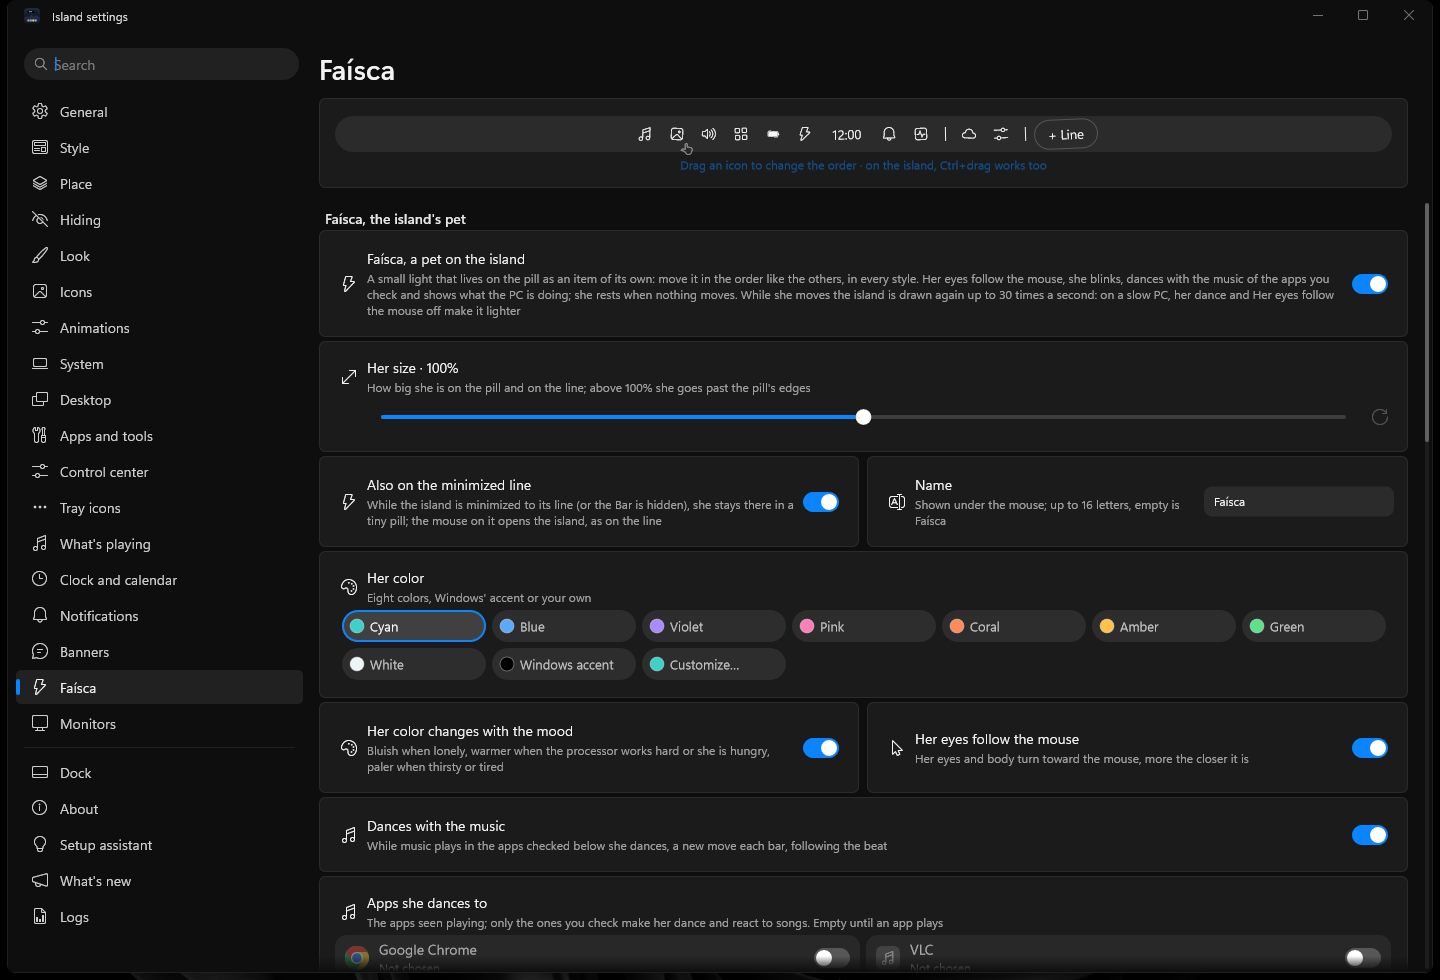 Island settings
Search
General
Style
Place
Hiding
Look
Icons
Animations
System
Desktop
Apps and tools
Control center
Tray icons
What's playing
Clock and calendar
Notifications
Banners
Faísca
Monitors
Dock
About
Setup assistant
What's new
Logs
Faísca
12:00
+ Line
Drag an icon to change the order · on the island, Ctrl+drag works too
Faísca, the island's pet
Faísca, a pet on the island
A small light that lives on the pill as an item of its own: move it in the order like the others, in every style. Her eyes follow the mouse, she blinks, dances with the music of the apps you
check and shows what the PC is doing; she rests when nothing moves. While she moves the island is drawn again up to 30 times a second: on a slow PC, her dance and Her eyes follow
the mouse off make it lighter
Her size · 100%
How big she is on the pill and on the line; above 100% she goes past the pill's edges
Also on the minimized line
While the island is minimized to its line (or the Bar is hidden), she stays there in a
tiny pill; the mouse on it opens the island, as on the line
Name
Shown under the mouse; up to 16 letters, empty is
Faísca
Faísca
Her color
Eight colors, Windows' accent or your own
Cyan
Blue
Violet
Pink
Coral
Amber
Green
White
Windows accent
Customize...
Her color changes with the mood
Bluish when lonely, warmer when the processor works hard or she is hungry,
paler when thirsty or tired
Her eyes follow the mouse
Her eyes and body turn toward the mouse, more the closer it is
Dances with the music
While music plays in the apps checked below she dances, a new move each bar, following the beat
Apps she dances to
The apps seen playing; only the ones you check make her dance and react to songs. Empty until an app plays
Google Chrome
Not chosen
VLC
Not chosen